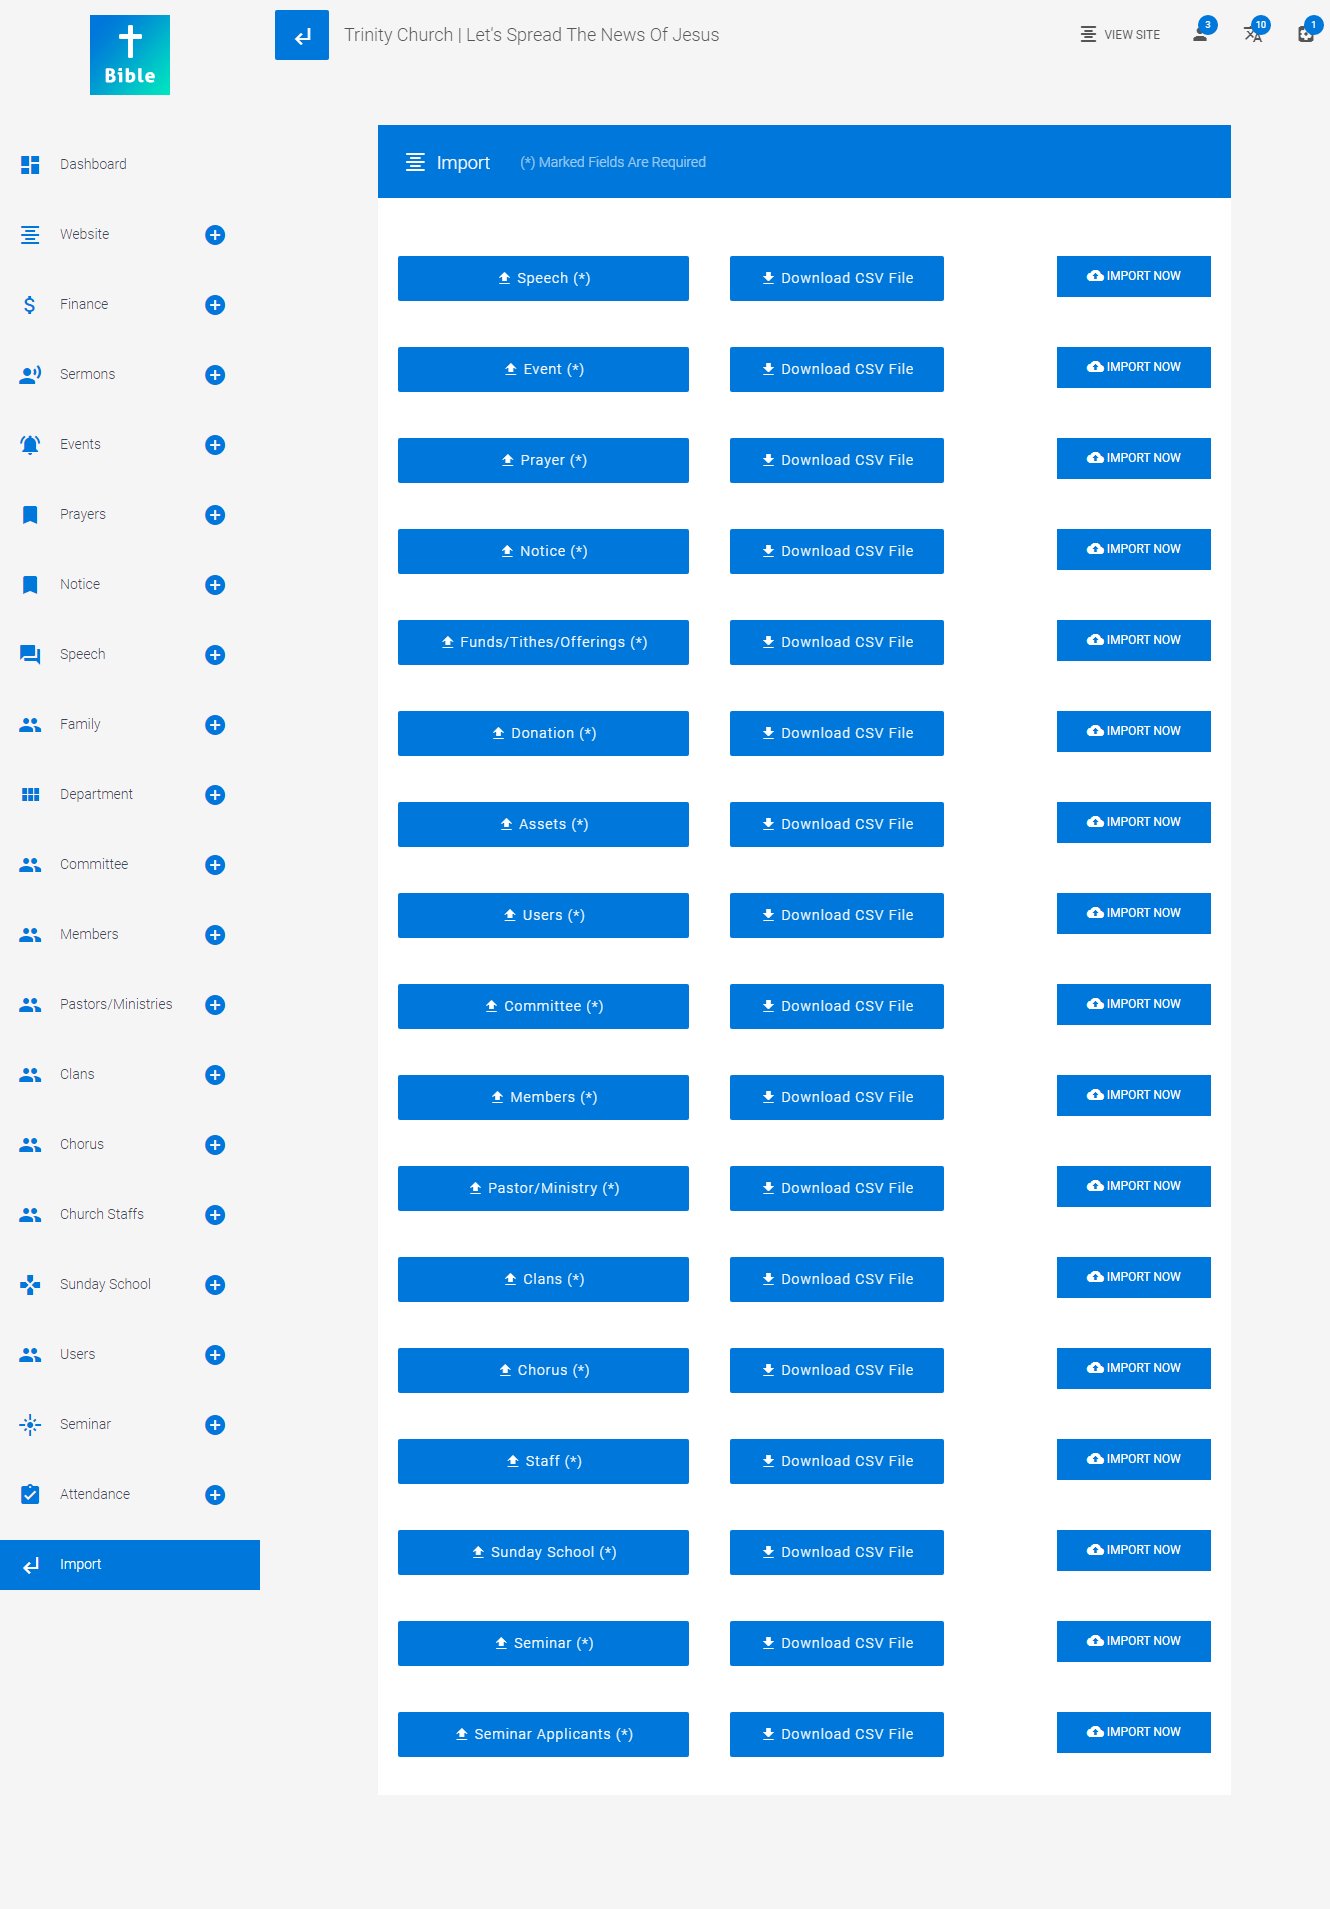 Bible
Trinity Church | Let's Spread The News Of Jesus
VIEW SITE
3
10
1
Dashboard
Website
Finance
Sermons
Events
Prayers
Notice
Speech
Family
Department
Committee
Members
Pastors/Ministries
Clans
Chorus
Church Staffs
Sunday School
Users
Seminar
Attendance
Import
Import (*) Marked Fields Are Required
Speech (*) Download CSV File IMPORT NOW
Event (*) Download CSV File IMPORT NOW
Prayer (*) Download CSV File IMPORT NOW
Notice (*) Download CSV File IMPORT NOW
Funds/Tithes/Offerings (*) Download CSV File IMPORT NOW
Donation (*) Download CSV File IMPORT NOW
Assets (*) Download CSV File IMPORT NOW
Users (*) Download CSV File IMPORT NOW
Committee (*) Download CSV File IMPORT NOW
Members (*) Download CSV File IMPORT NOW
Pastor/Ministry (*) Download CSV File IMPORT NOW
Clans (*) Download CSV File IMPORT NOW
Chorus (*) Download CSV File IMPORT NOW
Staff (*) Download CSV File IMPORT NOW
Sunday School (*) Download CSV File IMPORT NOW
Seminar (*) Download CSV File IMPORT NOW
Seminar Applicants (*) Download CSV File IMPORT NOW